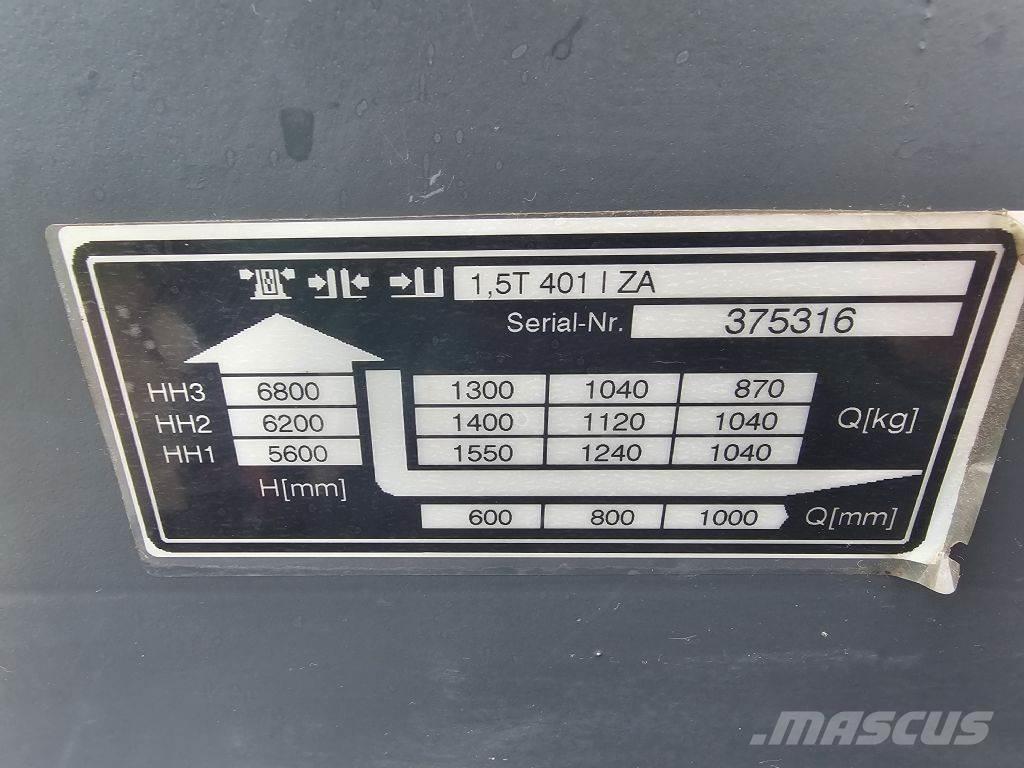 1,5T 401 I ZA
Serial-Nr. 375316
HH3 6800 1300 1040 870
HH2 6200 1400 1120 1040 Q[kg]
HH1 5600 1550 1240 1040
H[mm]
600 800 1000 Q[mm]
.MASCUS